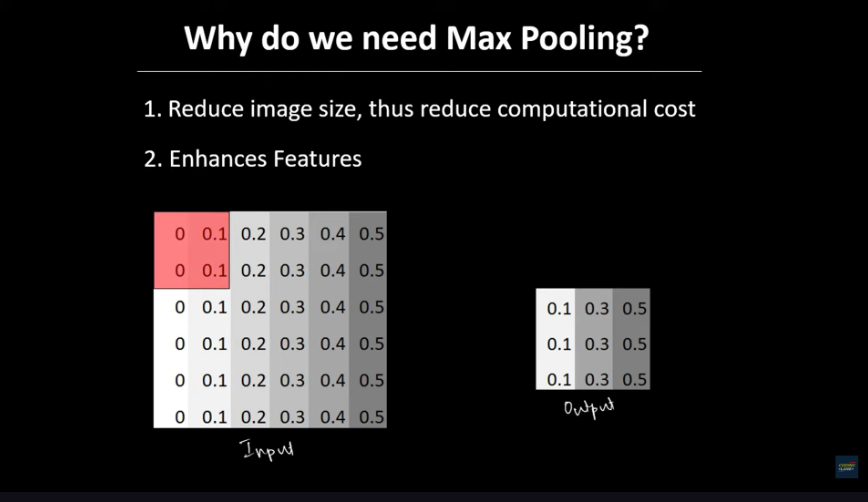 Why do we need Max Pooling?
1. Reduce image size, thus reduce computational cost
2. Enhances Features
0 0.1 0.2 0.3 0.4 0.5
0 0.1 0.2 0.3 0.4 0.5
0 0.1 0.2 0.3 0.4 0.5
0 0.1 0.2 0.3 0.4 0.5
0 0.1 0.2 0.3 0.4 0.5
0 0.1 0.2 0.3 0.4 0.5
Input
0.1 0.3 0.5
0.1 0.3 0.5
0.1 0.3 0.5
Output